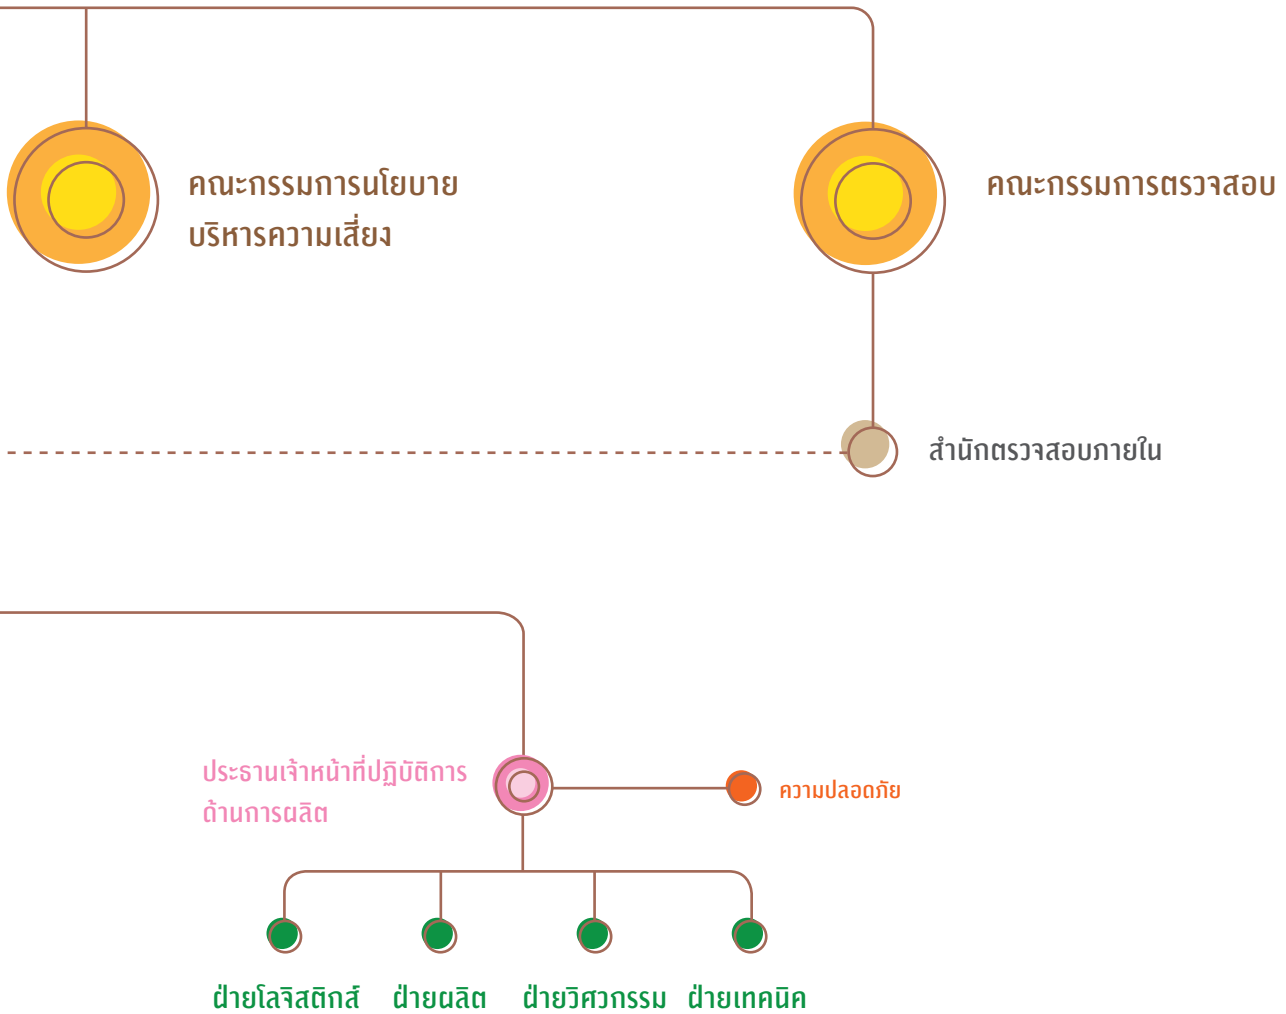 คณะกรรมการนโยบาย
บริหารความเสี่ยง
คณะกรรมการตรวจสอบ
สำนักตรวจสอบภายใน
ประธานเจ้าหน้าที่ปฏิบัติการ
ด้านการผลิต
ความปลอดภัย
ฝ่ายโลจิสติกส์ ฝ่ายผลิต ฝ่ายวิศวกรรม ฝ่ายเทคนิค